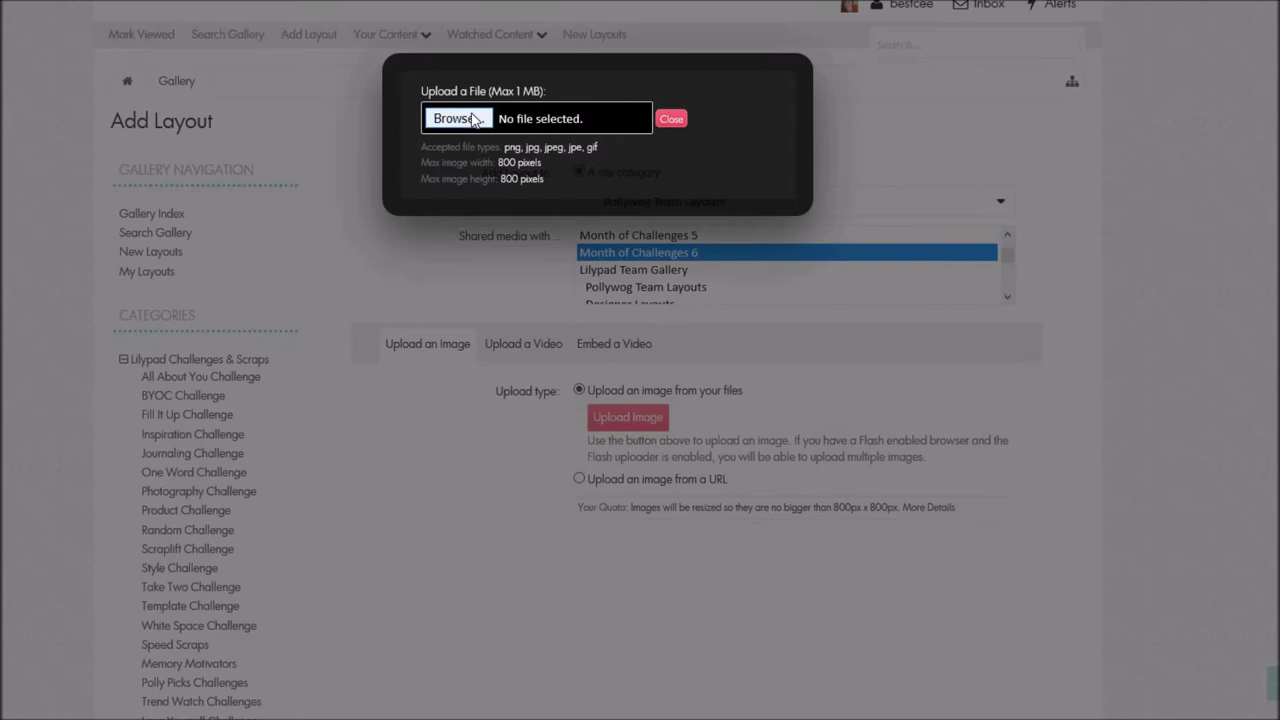 bestcee Inbox Alerts
Mark Viewed Search Gallery Add Layout Your Content Watched Content New Layouts
Search...
Gallery
Upload a File (Max 1 MB):
No file selected. Close
Accepted file types: png, jpg, jpeg, jpe, gif
Max image width: 800 pixels
Max image height: 800 pixels
Add Layout
A site category
Pollywog Team Layouts
GALLERY NAVIGATION
Gallery Index
Search Gallery
New Layouts
My Layouts
Shared media with ...
Month of Challenges 5
Month of Challenges 6
Lilypad Team Gallery
Pollywog Team Layouts
Designer Layouts
CATEGORIES
Lilypad Challenges & Scraps
All About You Challenge
BYOC Challenge
Fill It Up Challenge
Inspiration Challenge
Journaling Challenge
One Word Challenge
Photography Challenge
Product Challenge
Random Challenge
Scraplift Challenge
Style Challenge
Take Two Challenge
Template Challenge
White Space Challenge
Speed Scraps
Memory Motivators
Polly Picks Challenges
Trend Watch Challenges
Upload an Image Upload a Video Embed a Video
Upload type: Upload an image from your files
Upload Image
Use the button above to upload an image. If you have a Flash enabled browser and the
Flash uploader is enabled, you will be able to upload multiple images.
Upload an image from a URL
Your Quota: Images will be resized so they are no bigger than 800px x 800px. More Details